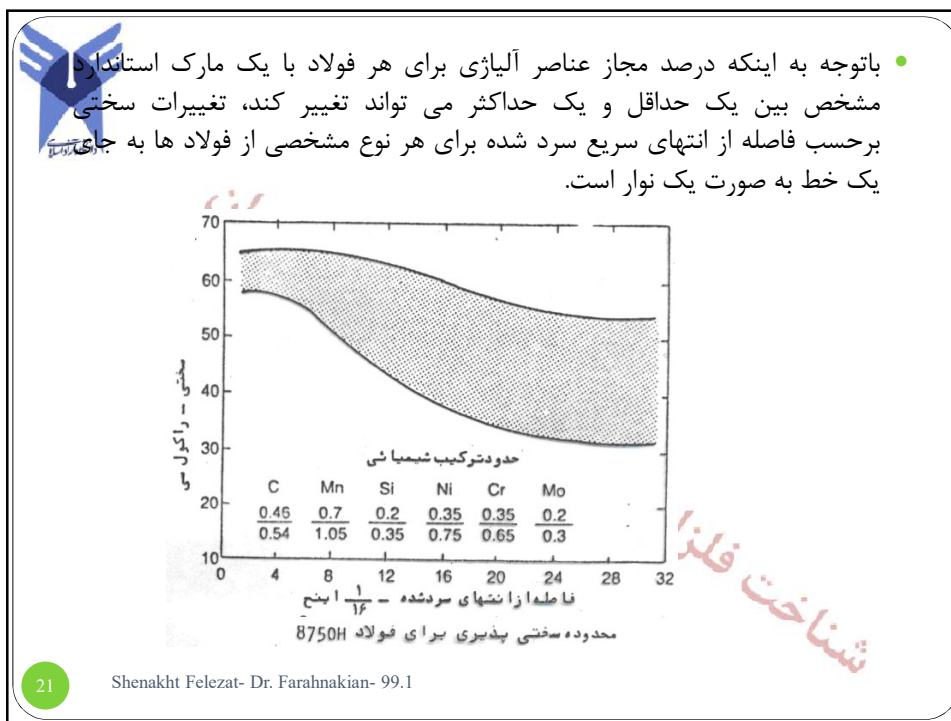 • باتوجه به اینکه درصد مجاز عناصر آلیاژی برای هر فولاد با یک مارک استاندارد
مشخص بین یک حداقل و یک حداکثر می تواند تغییر کند، تغییرات سختی
برحسب فاصله از انتهای سریع سرد شده برای هر نوع مشخصی از فولاد ها به جای
یک خط به صورت یک نوار است.
70
60
50
40
30
20
10
سختی - راکول سی
حدود ترکیب شیمیائی
C Mn Si Ni Cr Mo
0.46 0.7 0.2 0.35 0.35 0.2
0.54 1.05 0.35 0.75 0.65 0.3
0 4 8 12 16 20 24 28 32
فاصله از انتهای سردشده - ۱/۱۶ اینچ
محدوده سختی پذیری برای فولاد 8750H
شناخت فلزا
21
Shenakht Felezat- Dr. Farahnakian- 99.1